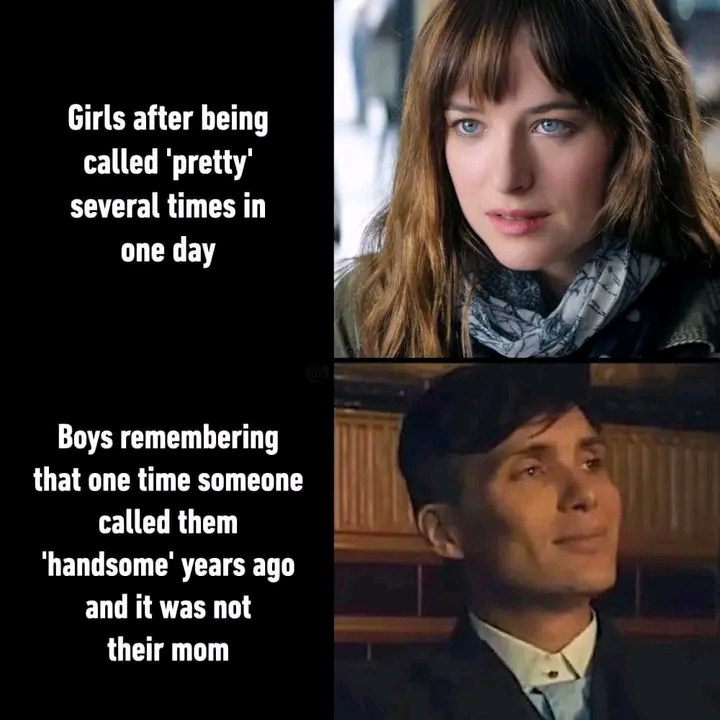 Girls after being
called 'pretty'
several times in
one day
Boys remembering
that one time someone
called them
'handsome' years ago
and it was not
their mom